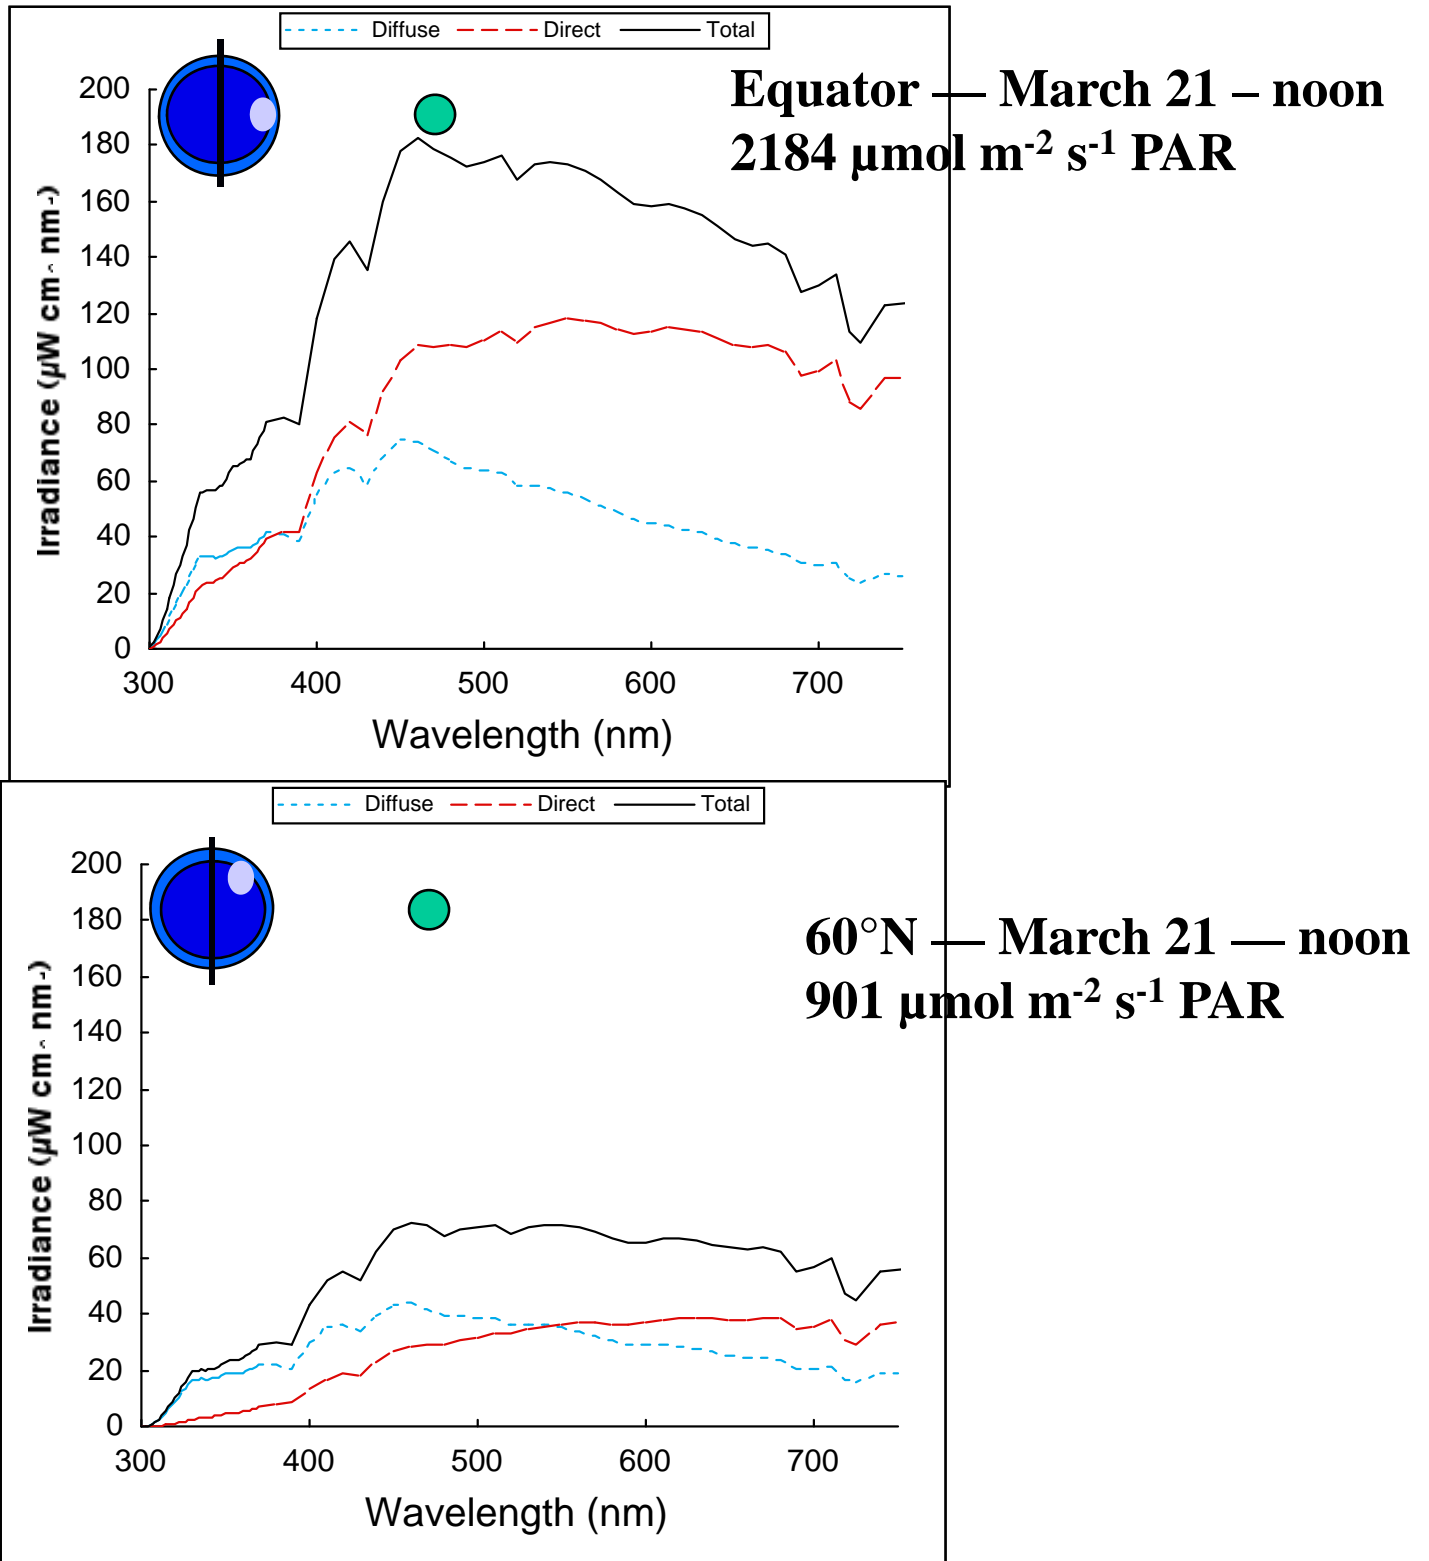 Diffuse Direct Total
Equator — March 21 – noon
2184 µmol m-2 s-1 PAR
200
180
160
140
120
100
80
60
40
20
0
Irradiance (µW cm nm
300 400 500 600 700
Wavelength (nm)
Diffuse Direct Total
60°N — March 21 — noon
901 µmol m-2 s-1 PAR
200
180
160
140
120
100
80
60
40
20
0
Irradiance (µW cm nm
300 400 500 600 700
Wavelength (nm)